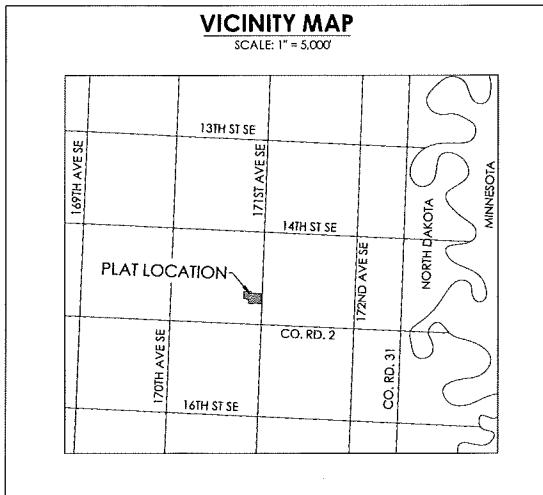 VICINITY MAP
SCALE: 1" = 5,000'
13TH ST SE
169TH AVE SE
171ST AVE SE
MINNESOTA
NORTH DAKOTA
14TH ST SE
PLAT LOCATION
172ND AVE SE
CO. RD. 2
170TH AVE SE
CO. RD. 31
16TH ST SE